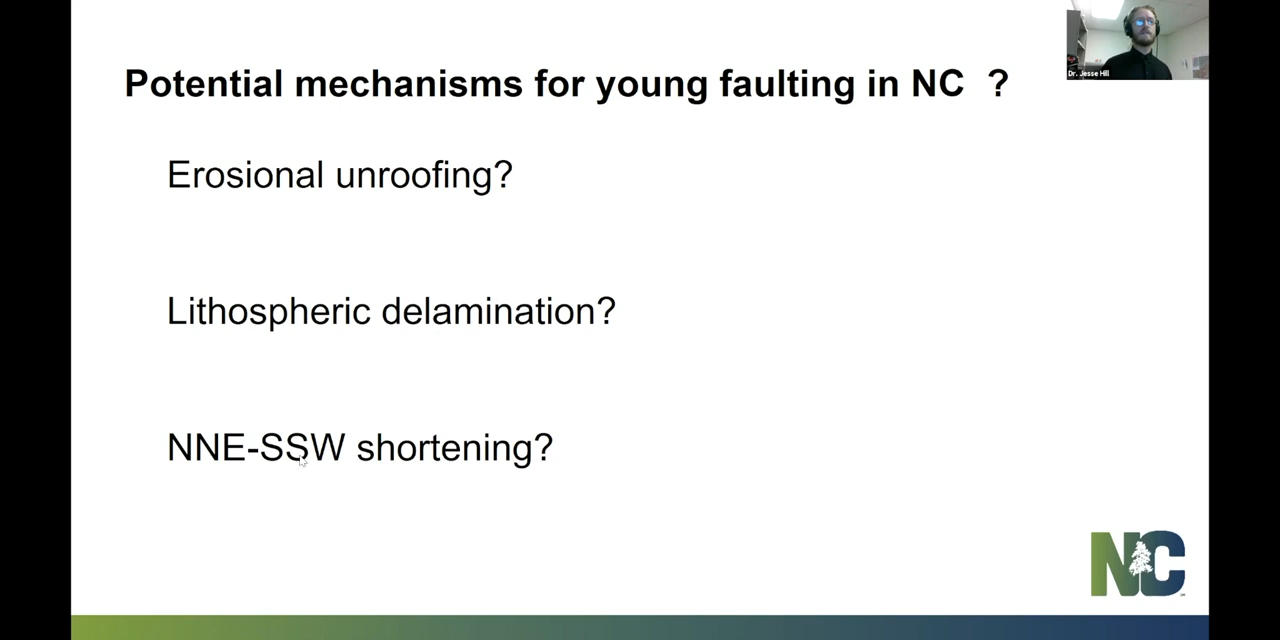 Potential mechanisms for young faulting in NC ?
Dr. Jesse Hill
Erosional unroofing?
Lithospheric delamination?
NNE-SSW shortening?
NC